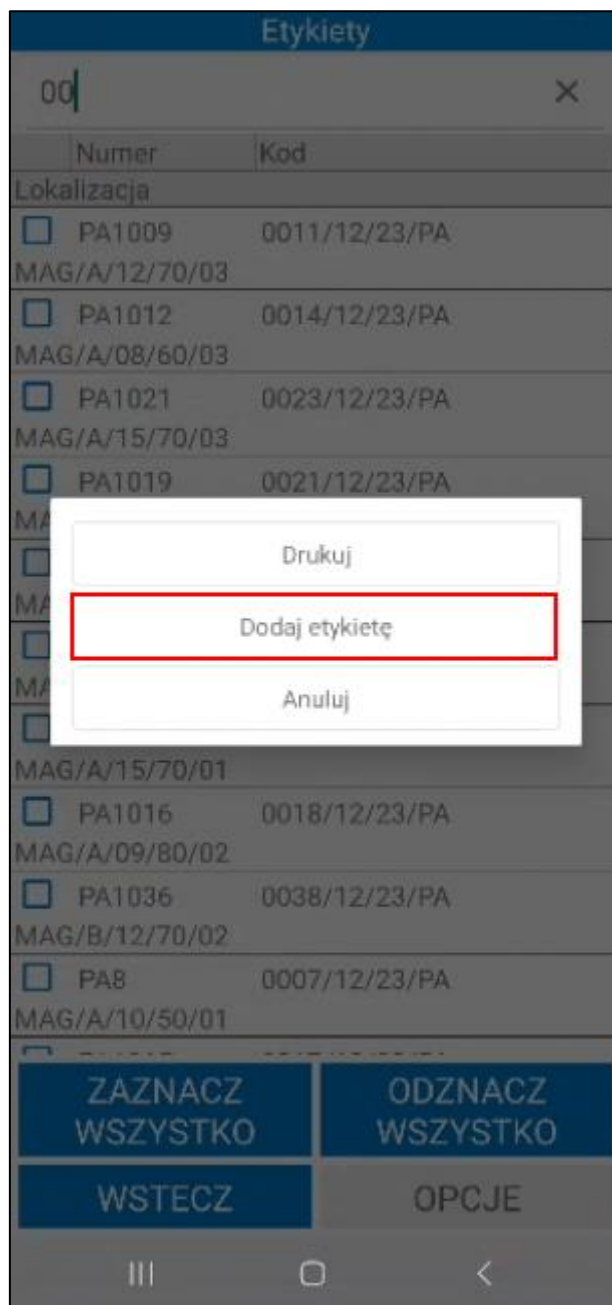 Etykiety
00
Numer Kod
Lokalizacja
PA1009 0011/12/23/PA
MAG/A/12/70/03
PA1012 0014/12/23/PA
MAG/A/08/60/03
PA1021 0023/12/23/PA
MAG/A/15/70/03
PA1019 0021/12/23/PA
Drukuj
Dodaj etykietę
Anuluj
MAG/A/15/70/01
PA1016 0018/12/23/PA
MAG/A/09/80/02
PA1036 0038/12/23/PA
MAG/B/12/70/02
PA8 0007/12/23/PA
MAG/A/10/50/01
ZAZNACZ WSZYSTKO
ODZNACZ WSZYSTKO
WSTECZ
OPCJE